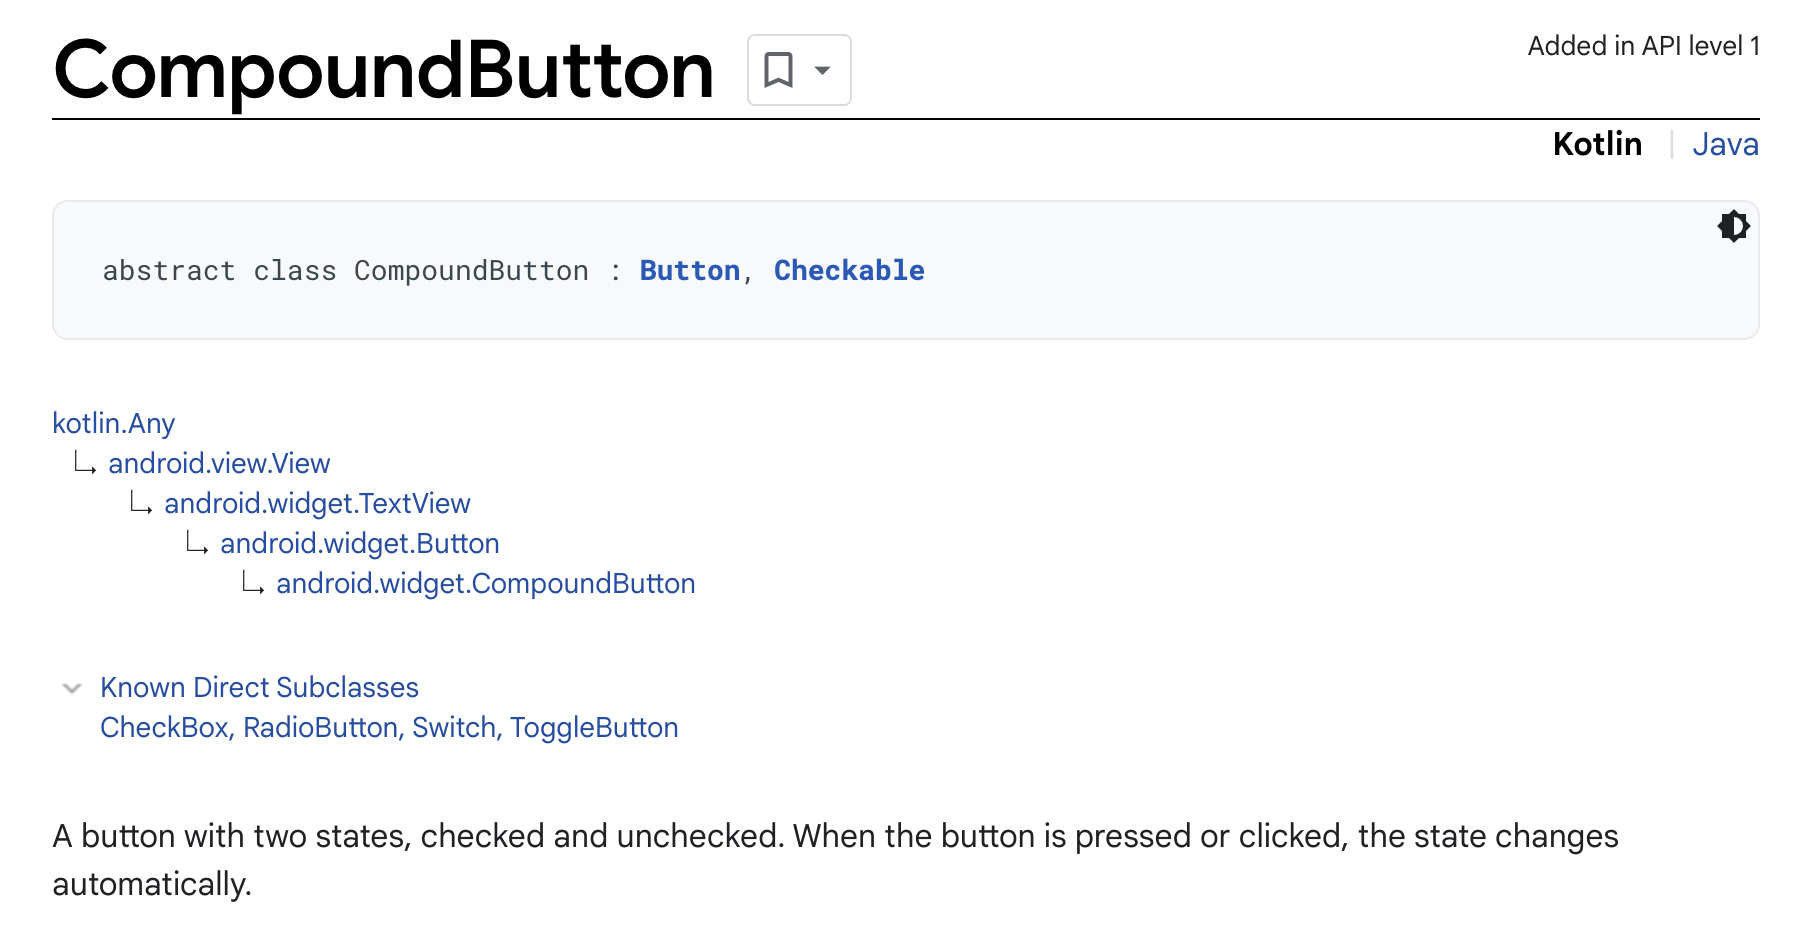 CompoundButton
Added in API level 1
Kotlin | Java
abstract class CompoundButton : Button, Checkable
kotlin.Any
android.view.View
android.widget.TextView
android.widget.Button
android.widget.CompoundButton
Known Direct Subclasses
CheckBox, RadioButton, Switch, ToggleButton
A button with two states, checked and unchecked. When the button is pressed or clicked, the state changes
automatically.